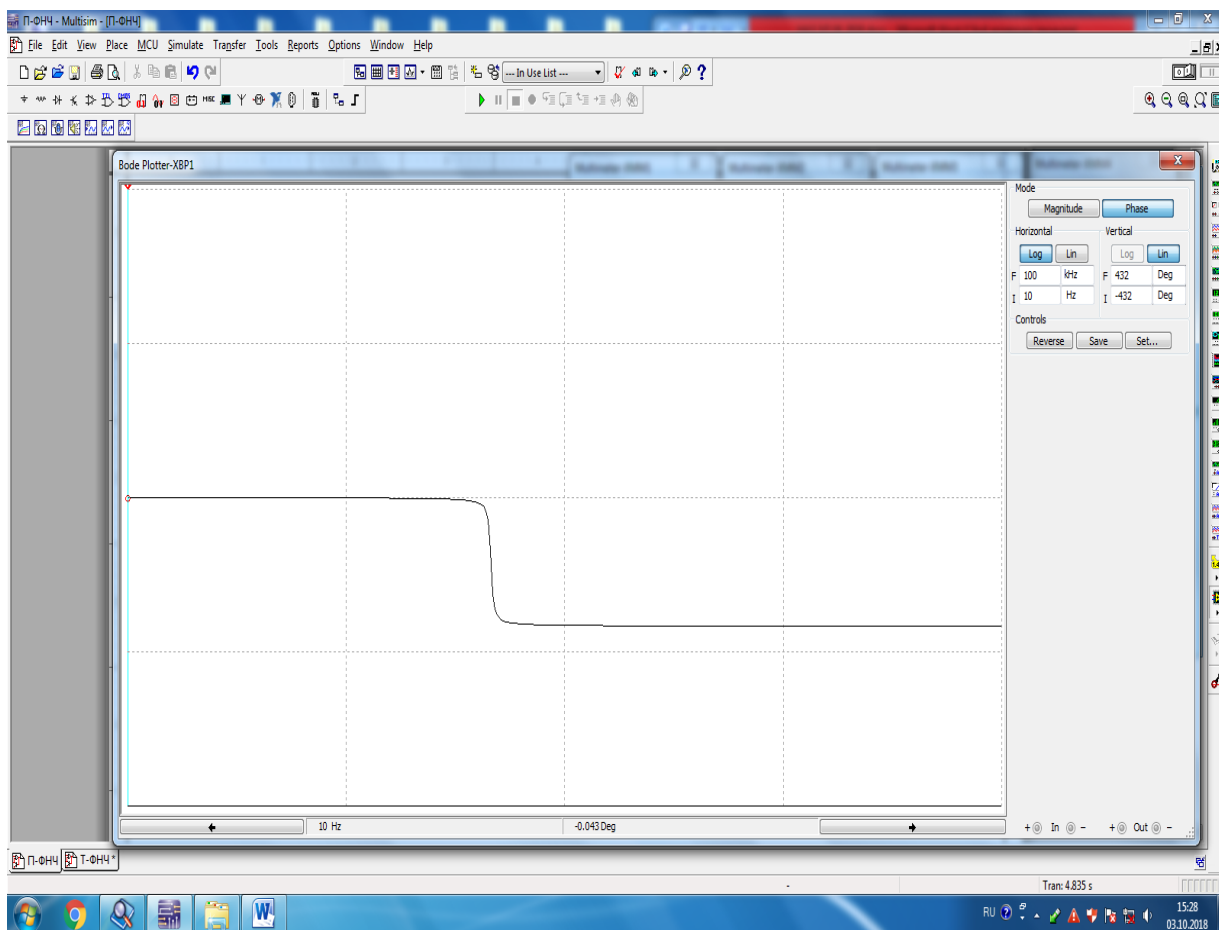 П-ФНЧ - Multisim - [П-ФНЧ]
File Edit View Place MCU Simulate Transfer Tools Reports Options Window Help
--- In Use List ---
MISC
Bode Plotter-XBP1
Mode
Magnitude Phase
Horizontal Vertical
Log Lin Log Lin
F 100 kHz F 432 Deg
I 10 Hz I -432 Deg
Controls
Reverse Save Set...
10 Hz -0.043 Deg
+ In - + Out -
П-ФНЧ Т-ФНЧ *
- Tran: 4.835 s
RU 15:28
03.10.2018